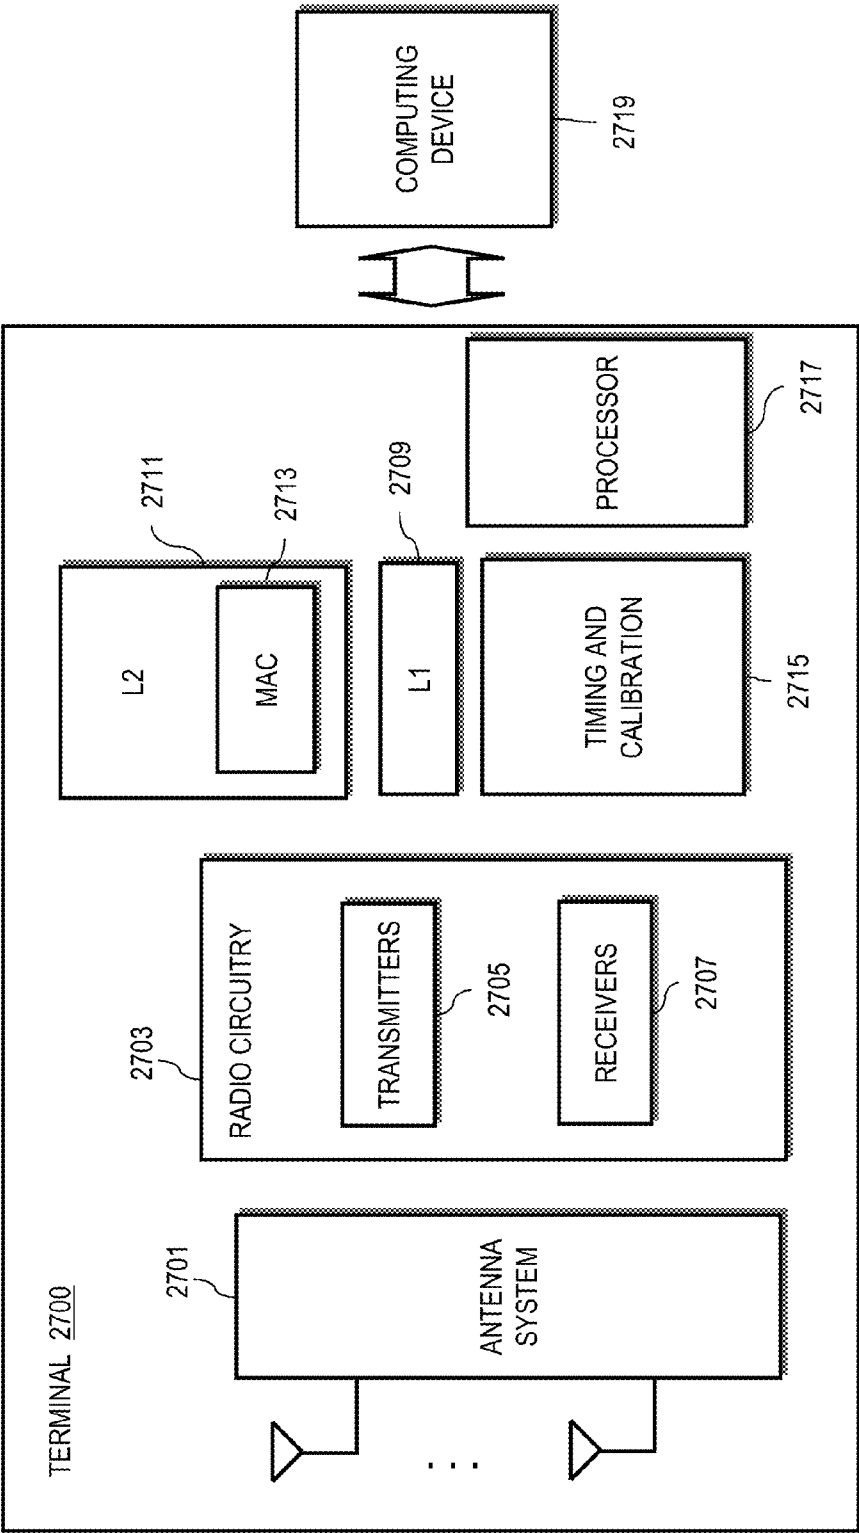 TERMINAL 2700
2701
ANTENNA
SYSTEM
. . .
2703
RADIO CIRCUITRY
TRANSMITTERS
2705
RECEIVERS
2707
2711
L2
2713
MAC
2709
L1
TIMING AND
CALIBRATION
2715
PROCESSOR
2717
COMPUTING
DEVICE
2719